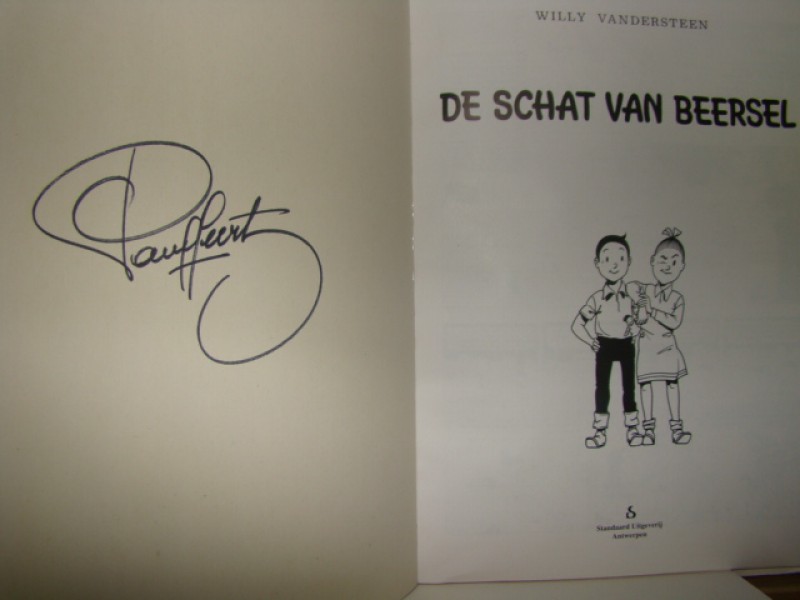 WILLY VANDERSTEEN
DE SCHAT VAN BEERSEL
Standaard Uitgeverij
Antwerpen